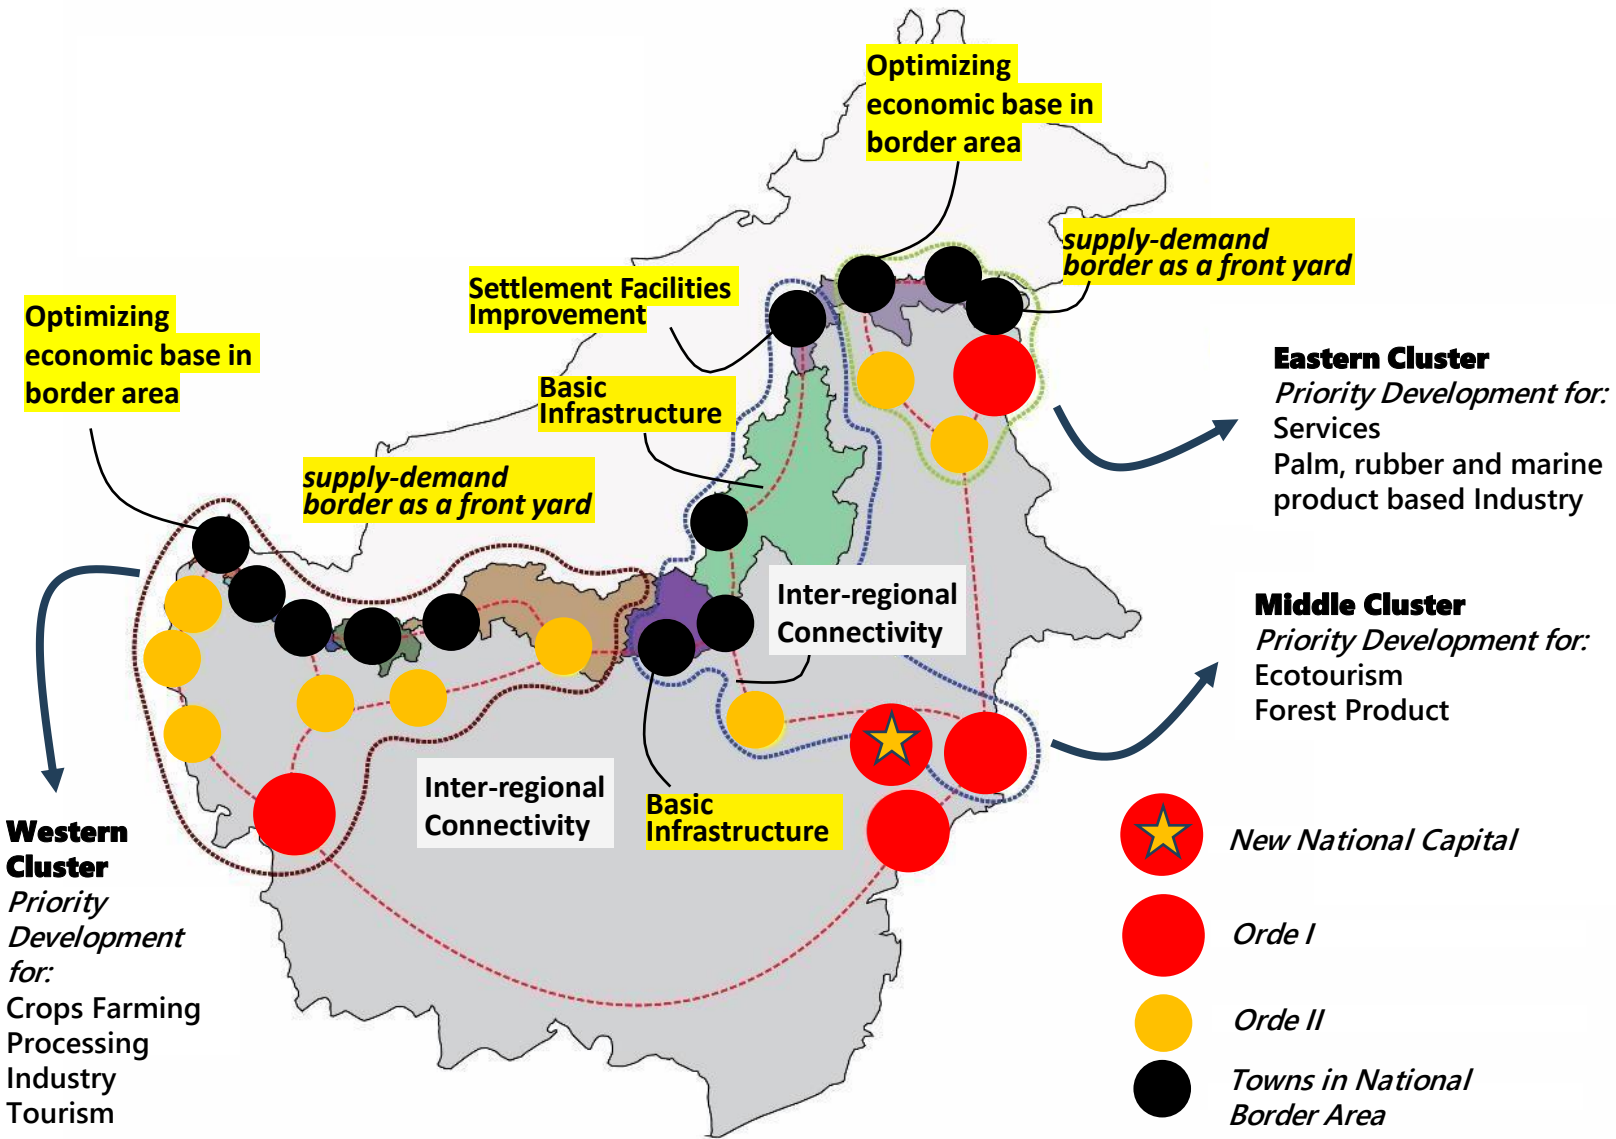 Optimizing
economic base in
border area
supply-demand
border as a front yard
Settlement Facilities
Improvement
Optimizing
economic base in
border area
Basic
Infrastructure
supply-demand
border as a front yard
Eastern Cluster
Priority Development for:
Services
Palm, rubber and marine
product based Industry
Inter-regional
Connectivity
Middle Cluster
Priority Development for:
Ecotourism
Forest Product
Inter-regional
Connectivity
Basic
Infrastructure
Western
Cluster
Priority
Development
for:
Crops Farming
Processing
Industry
Tourism
New National Capital
Orde I
Orde II
Towns in National
Border Area